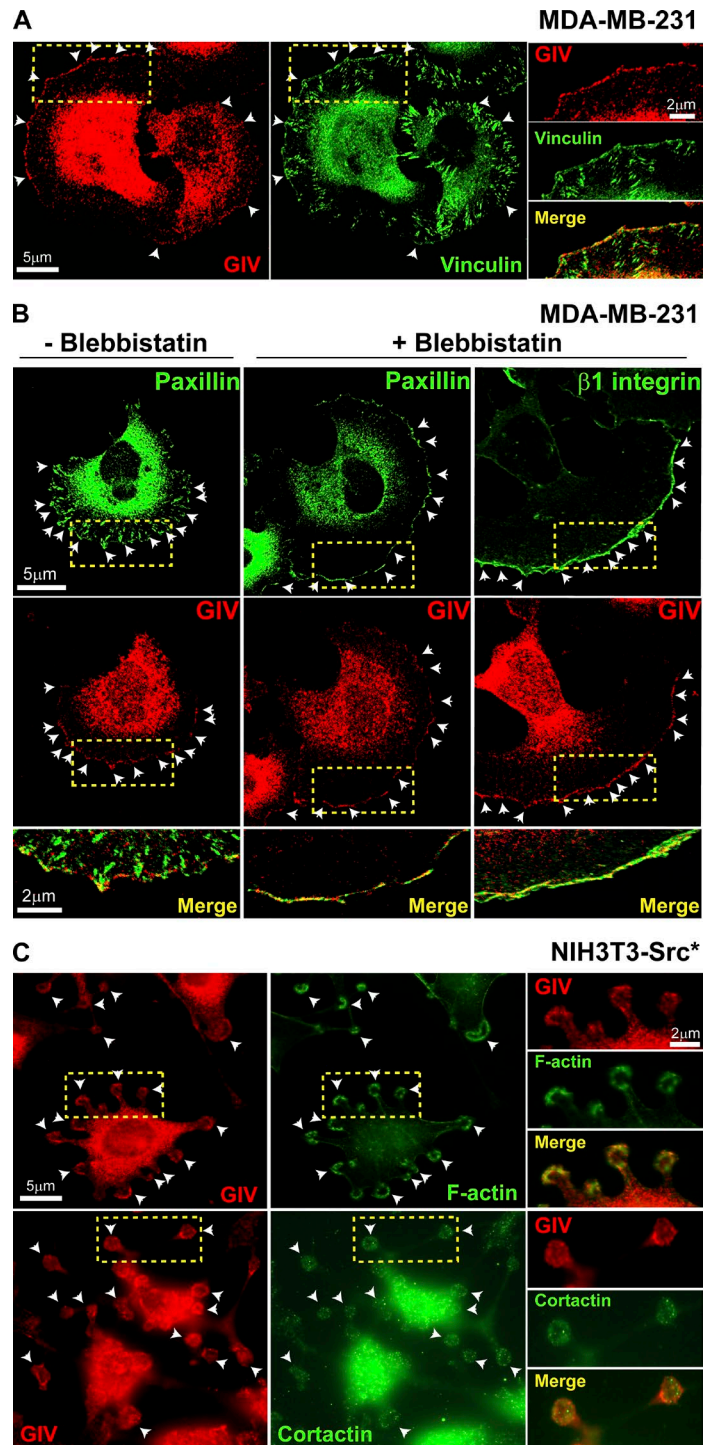 A
MDA-MB-231
5μm
GIV
Vinculin
GIV
2μm
Vinculin
Merge
B
MDA-MB-231
- Blebbistatin
+ Blebbistatin
Paxillin
Paxillin
β1 integrin
5μm
GIV
GIV
GIV
2μm
Merge
Merge
Merge
C
NIH3T3-Src*
5μm
GIV
F-actin
GIV
2μm
F-actin
Merge
GIV
Cortactin
GIV
Cortactin
Merge